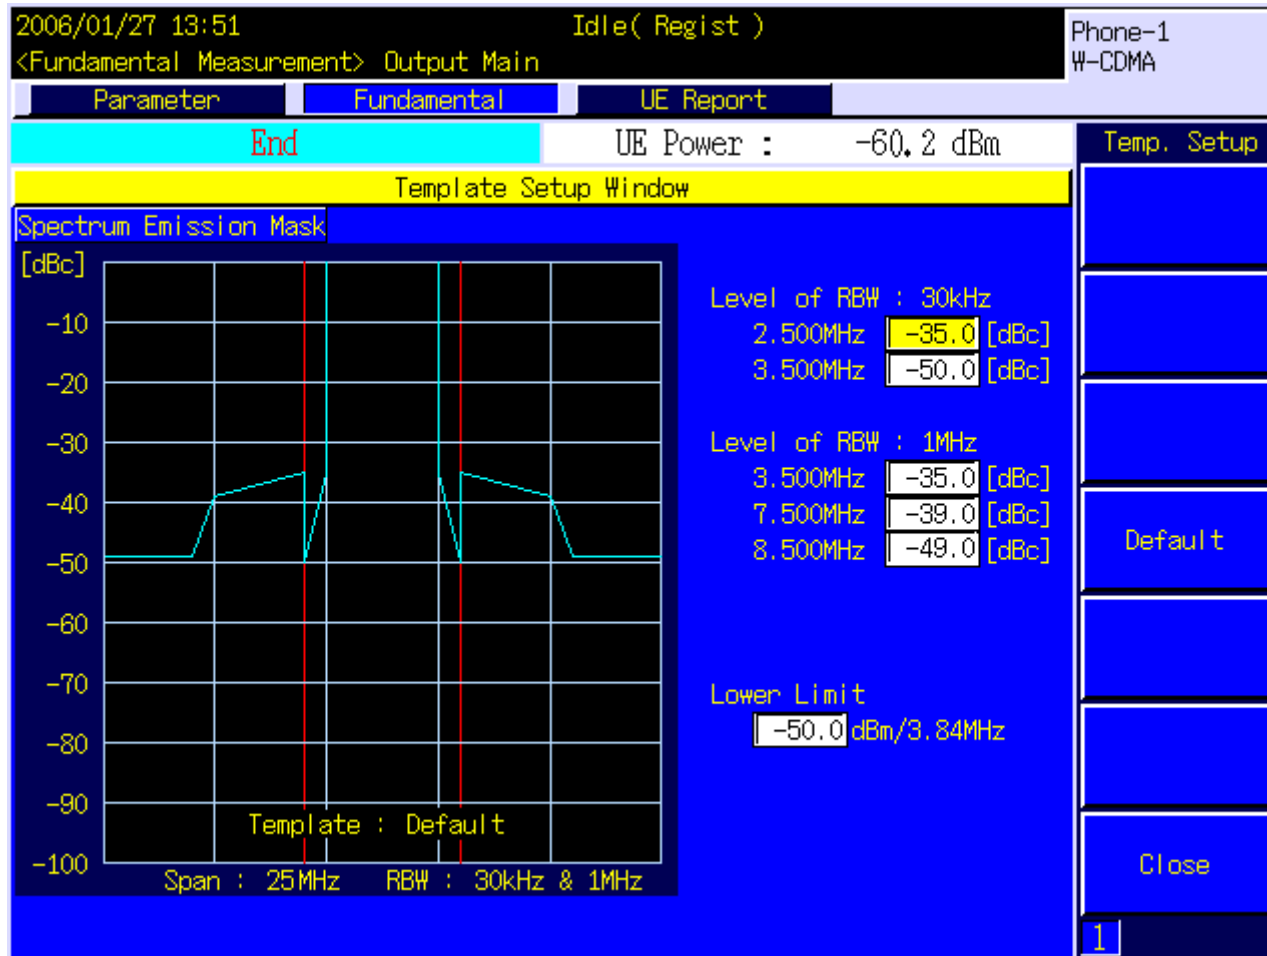 2006/01/27 13:51 Idle( Regist )
Phone-1
<Fundamental Measurement> Output Main
W-CDMA
Parameter Fundamental UE Report
End UE Power : -60.2 dBm Temp. Setup
Template Setup Window
Spectrum Emission Mask
[dBc]
-10
-20
-30
-40
-50
-60
-70
-80
-90
-100
Template : Default
Span : 25MHz RBW : 30kHz & 1MHz
Level of RBW : 30kHz
2.500MHz -35.0 [dBc]
3.500MHz -50.0 [dBc]
Level of RBW : 1MHz
3.500MHz -35.0 [dBc]
7.500MHz -39.0 [dBc]
8.500MHz -49.0 [dBc]
Lower Limit
-50.0 dBm/3.84MHz
Default
Close
1